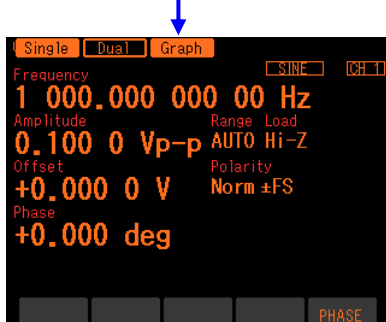 Single Dual Graph
SINE CH 1
Frequency
1 000.000 000 00 Hz
Amplitude Range Load
0.100 0 Vp-p AUTO Hi-Z
Offset Polarity
+0.000 0 V Norm ±FS
Phase
+0.000 deg
PHASE